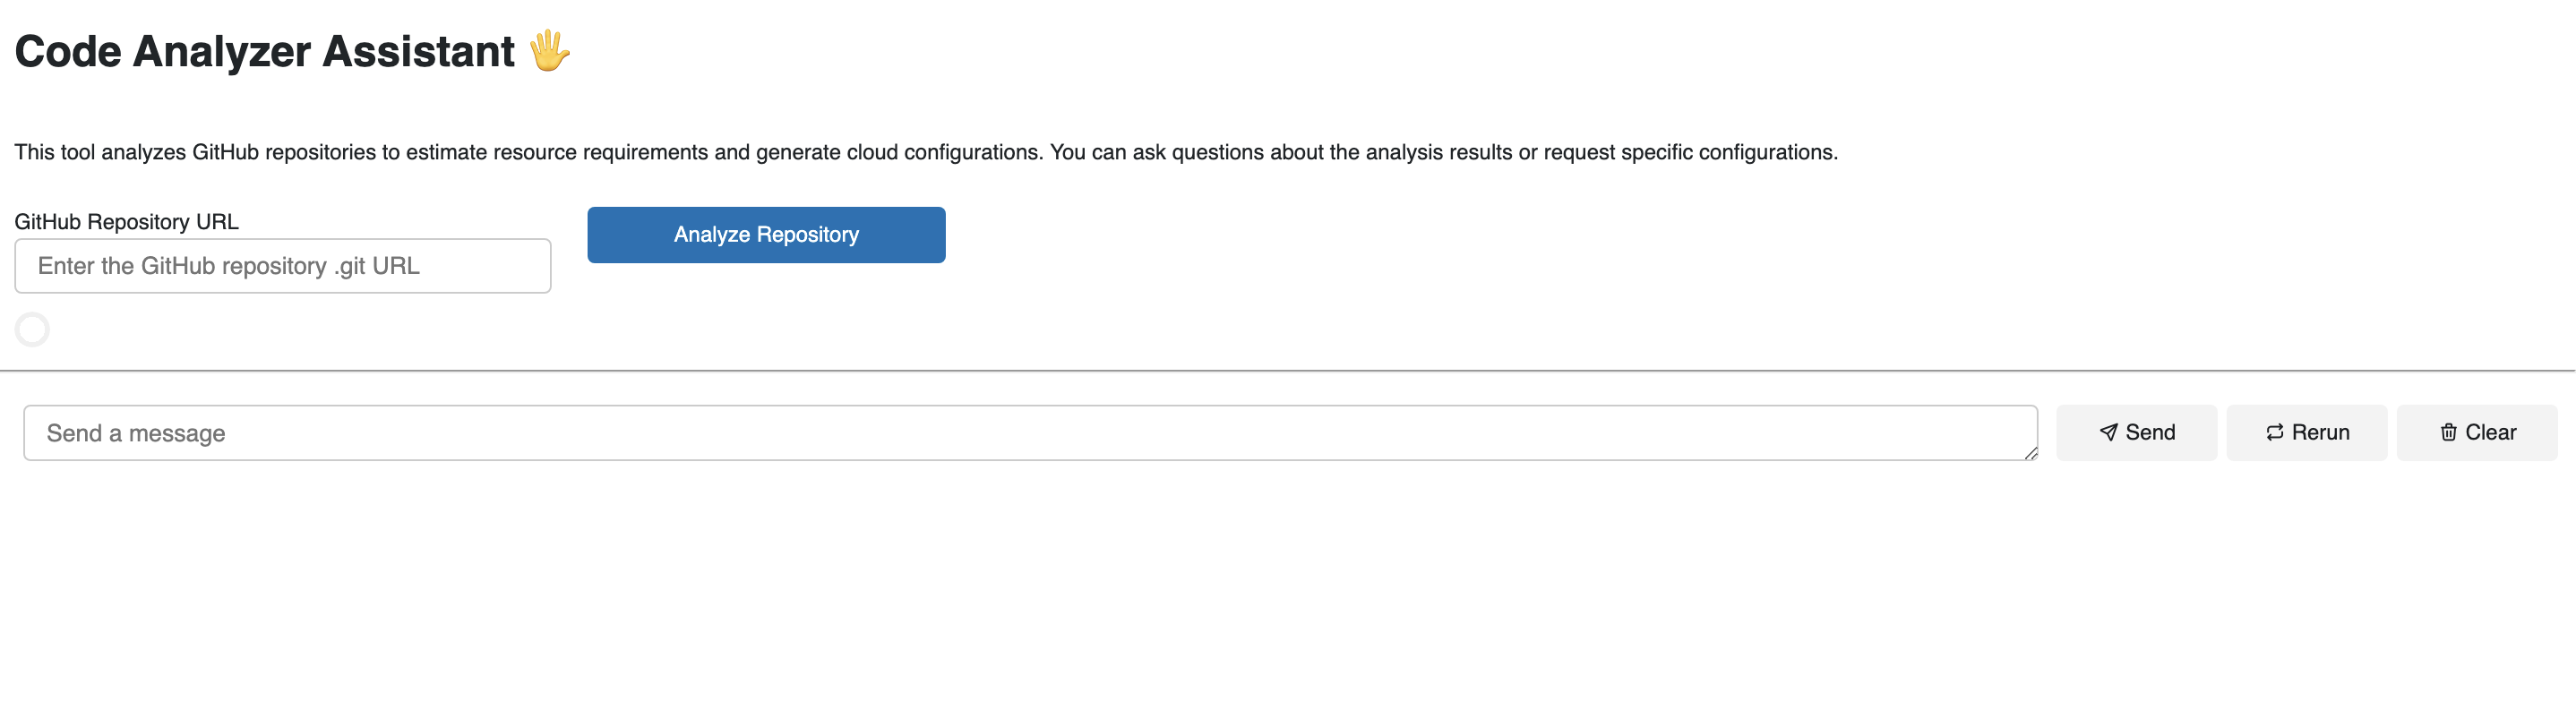 Code Analyzer Assistant 🖐
This tool analyzes GitHub repositories to estimate resource requirements and generate cloud configurations. You can ask questions about the analysis results or request specific configurations.
GitHub Repository URL
Analyze Repository
Enter the GitHub repository .git URL
Send a message
Send
Rerun
Clear